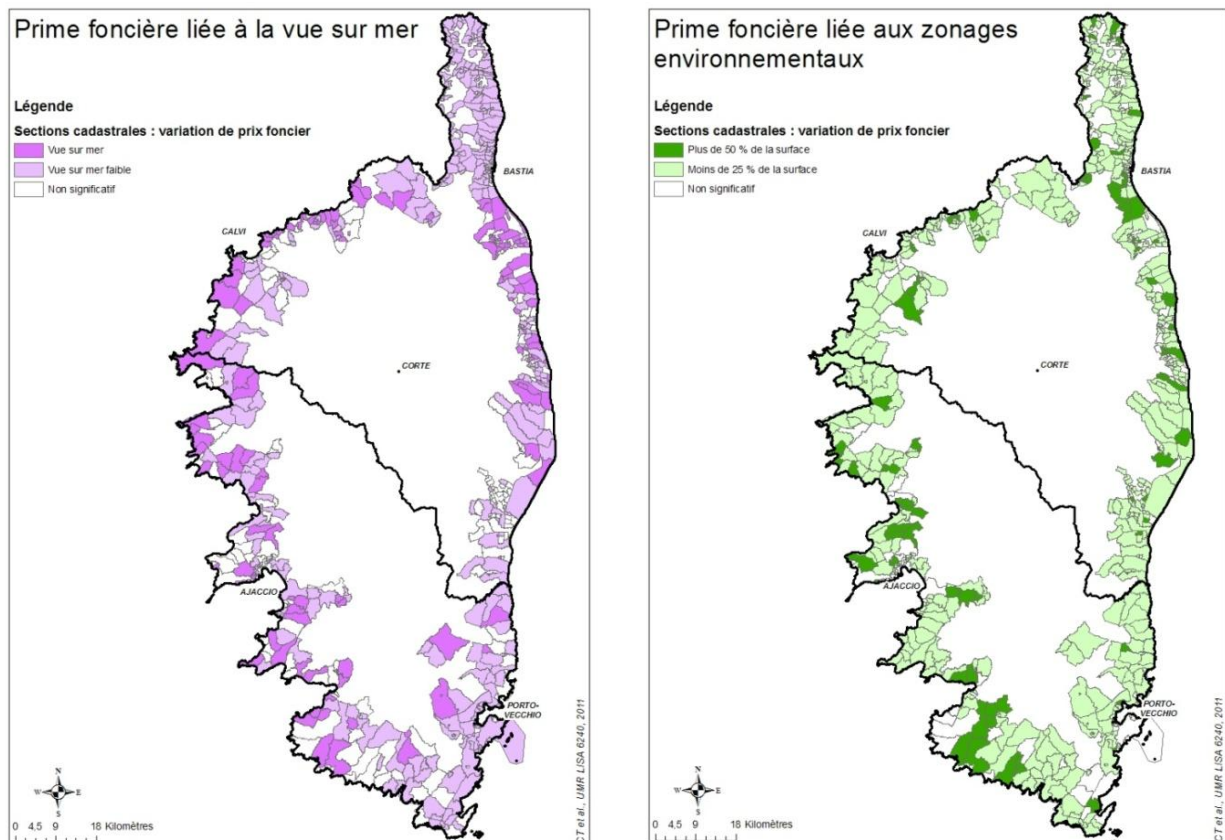 Prime foncière liée à la vue sur mer
Légende
Sections cadastrales : variation de prix foncier
Vue sur mer
Vue sur mer faible
Non significatif
BASTIA
CALVI
CORTE
AJACCIO
PORTO-
VECCHIO
N
W E
S
0 4,5 9 18 Kilomètres
CT et al., UMR LISA 6240, 2011
Prime foncière liée aux zonages
environnementaux
Légende
Sections cadastrales : variation de prix foncier
Plus de 50 % de la surface
Moins de 25 % de la surface
Non significatif
BASTIA
CALVI
CORTE
AJACCIO
PORTO-
VECCHIO
N
W E
S
0 4,5 9 18 Kilomètres
CT et al., UMR LISA 6240, 2011